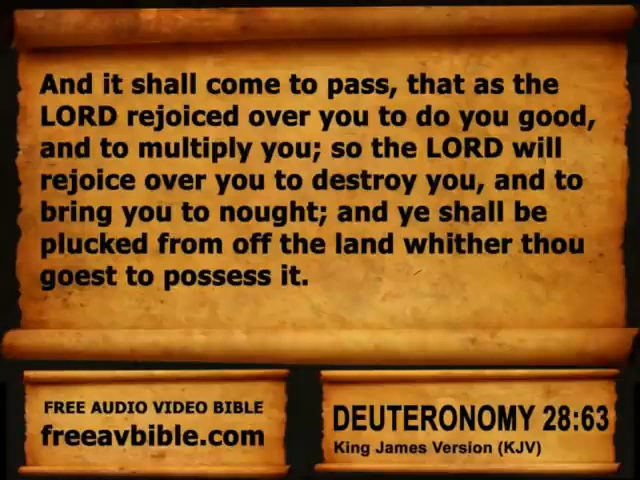 And it shall come to pass, that as the
LORD rejoiced over you to do you good,
and to multiply you; so the LORD will
rejoice over you to destroy you, and to
bring you to nought; and ye shall be
plucked from off the land whither thou
goest to possess it.
FREE AUDIO VIDEO BIBLE
freeavbible.com
DEUTERONOMY 28:63
King James Version (KJV)